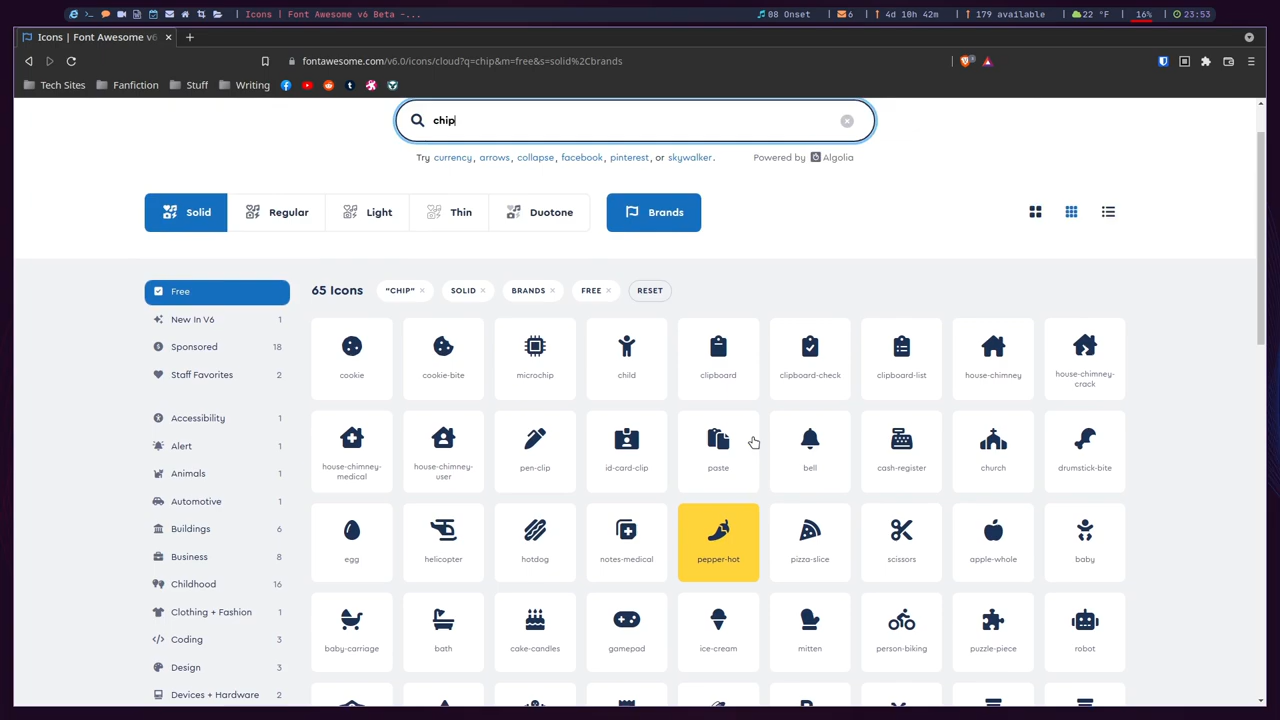 Icons | Font Awesome v6 Beta -... 08 Onset 6 4d 10h 42m 179 available 22 °F 16% 23:53
Icons | Font Awesome v6
fontawesome.com/v6.0/icons/cloud?q=chip&m=free&s=solid%2Cbrands
Tech Sites Fanfiction Stuff Writing
chip
Try currency, arrows, collapse, facebook, pinterest, or skywalker. Powered by Algolia
Solid Regular Light Thin Duotone Brands
Free
65 Icons "CHIP" × SOLID × BRANDS × FREE × RESET
New In V6 1
Sponsored 18
Staff Favorites 2
Accessibility 1
Alert 1
Animals 1
Automotive 1
Buildings 6
Business 8
Childhood 16
Clothing + Fashion 1
Coding 3
Design 3
Devices + Hardware 2
cookie cookie-bite microchip child clipboard clipboard-check clipboard-list house-chimney house-chimney-
crack
house-chimney- house-chimney- pen-clip id-card-clip paste bell cash-register church drumstick-bite
medical user
egg helicopter hotdog notes-medical pepper-hot pizza-slice scissors apple-whole baby
baby-carriage bath cake-candles gamepad ice-cream mitten person-biking puzzle-piece robot